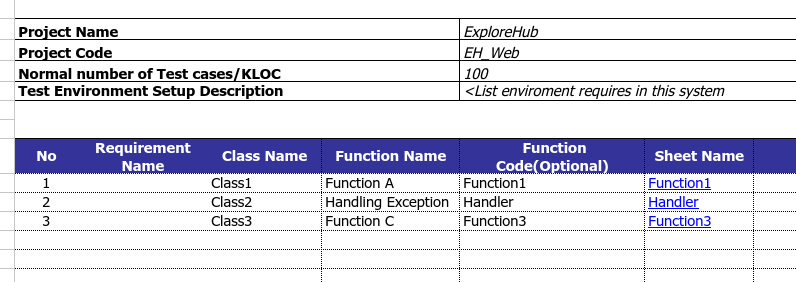 Project Name ExploreHub
Project Code EH_Web
Normal number of Test cases/KLOC 100
Test Environment Setup Description <List enviroment requires in this system
No Requirement Name Class Name Function Name Function Code(Optional) Sheet Name
1 Class1 Function A Function1 Function1
2 Class2 Handling Exception Handler Handler
3 Class3 Function C Function3 Function3